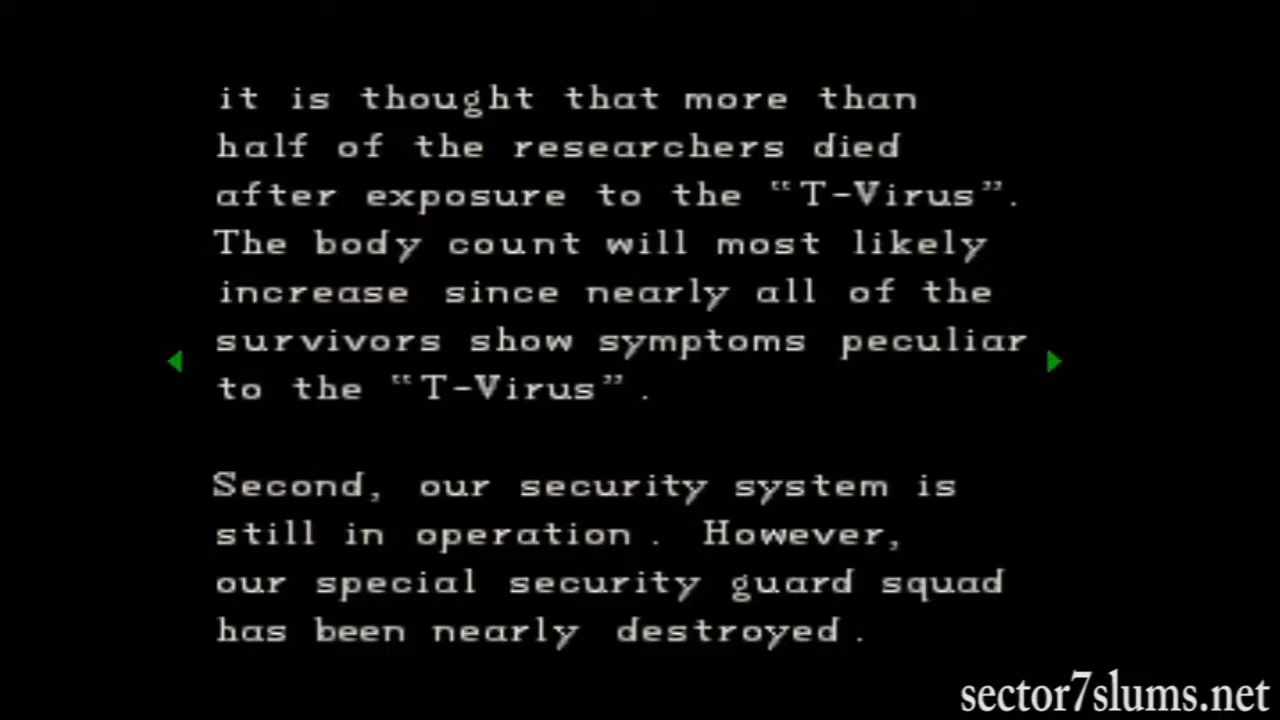 it is thought that more than
half of the researchers died
after exposure to the “T-Virus”.
The body count will most likely
increase since nearly all of the
survivors show symptoms peculiar
to the “T-Virus”.
Second, our security system is
still in operation. However,
our special security guard squad
has been nearly destroyed.
sector7slums.net